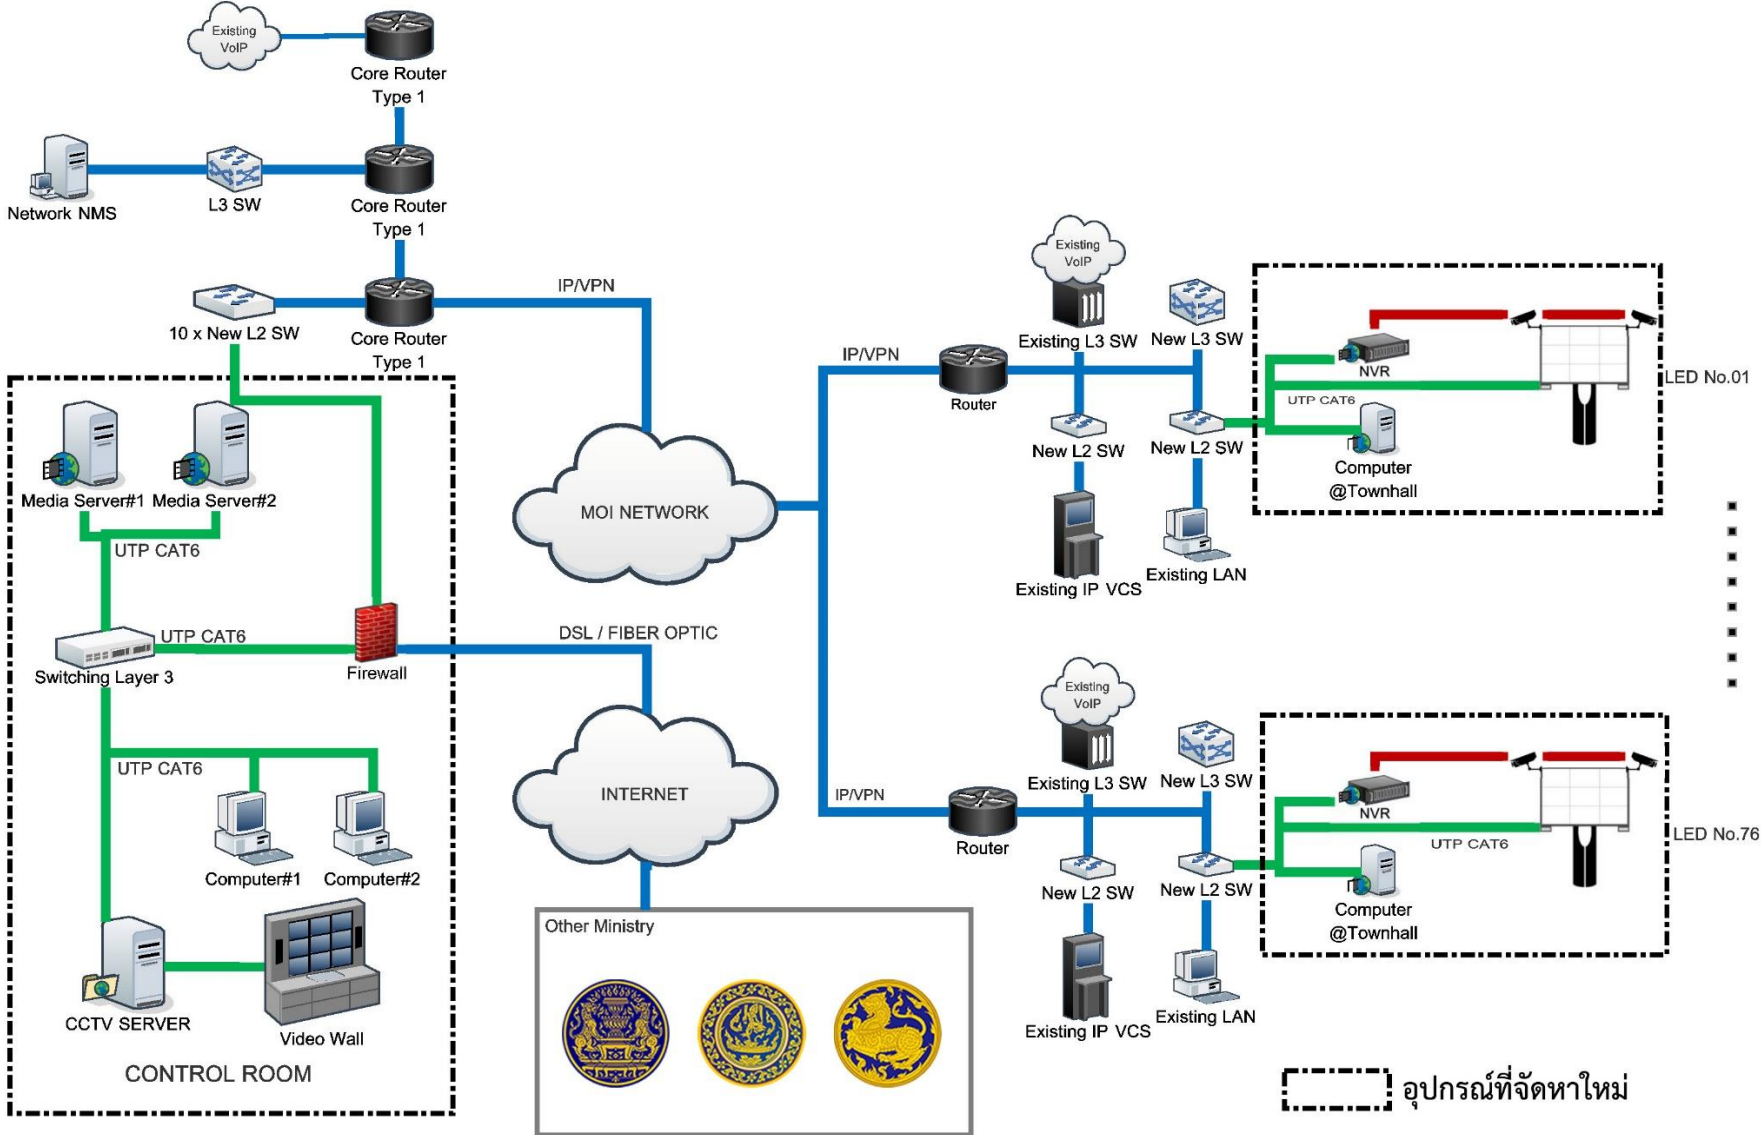 Existing
VoIP
Core Router
Type 1
Network NMS
L3 SW
Core Router
Type 1
10 x New L2 SW
Core Router
Type 1
IP/VPN
Media Server#1
Media Server#2
UTP CAT6
UTP CAT6
Switching Layer 3
Firewall
UTP CAT6
Computer#1
Computer#2
CCTV SERVER
Video Wall
CONTROL ROOM
MOI NETWORK
DSL / FIBER OPTIC
INTERNET
Other Ministry
IP/VPN
Router
Existing
VoIP
Existing L3 SW
New L3 SW
New L2 SW
New L2 SW
Existing IP VCS
Existing LAN
NVR
UTP CAT6
Computer
@Townhall
LED No.01
IP/VPN
Router
Existing
VoIP
Existing L3 SW
New L3 SW
New L2 SW
New L2 SW
Existing IP VCS
Existing LAN
NVR
UTP CAT6
Computer
@Townhall
LED No.76
อุปกรณ์ที่จัดหาใหม่